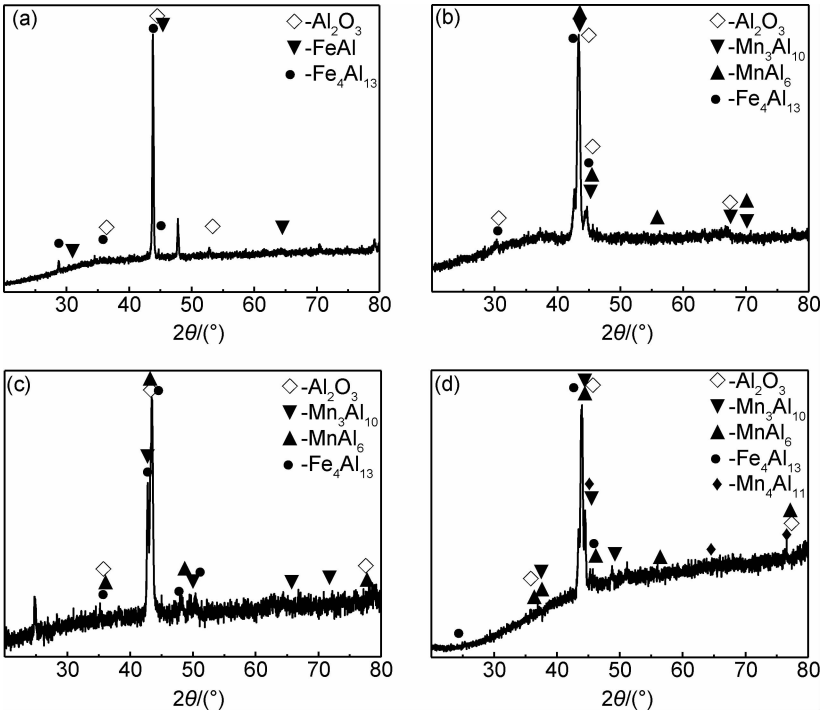 (a)
◇-Al₂O₃
▼-FeAl
●-Fe₄Al₁₃
30 40 50 60 70 80
2θ/(°)
(b)
◇-Al₂O₃
▼-Mn₃Al₁₀
▲-MnAl₆
●-Fe₄Al₁₃
30 40 50 60 70 80
2θ/(°)
(c)
◇-Al₂O₃
▼-Mn₃Al₁₀
▲-MnAl₆
●-Fe₄Al₁₃
30 40 50 60 70 80
2θ/(°)
(d)
◇-Al₂O₃
▼-Mn₃Al₁₀
▲-MnAl₆
●-Fe₄Al₁₃
♦-Mn₄Al₁₁
30 40 50 60 70 80
2θ/(°)